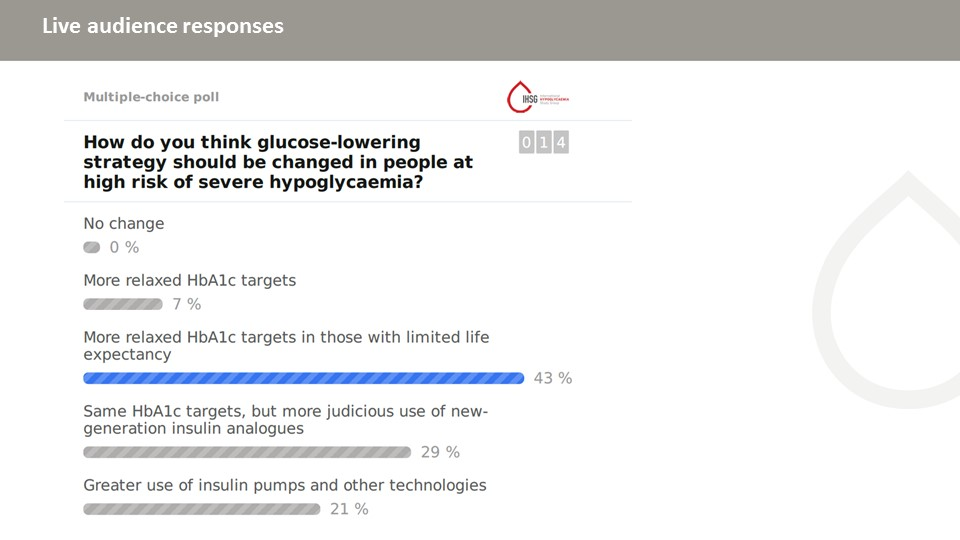 Live audience responses
Multiple-choice poll
IHSG
HYPOGLYCAEMIA
How do you think glucose-lowering
strategy should be changed in people at
high risk of severe hypoglycaemia?
014
No change
0 %
More relaxed HbA1c targets
7 %
More relaxed HbA1c targets in those with limited life
expectancy
43 %
Same HbA1c targets, but more judicious use of new-
generation insulin analogues
29 %
Greater use of insulin pumps and other technologies
21 %